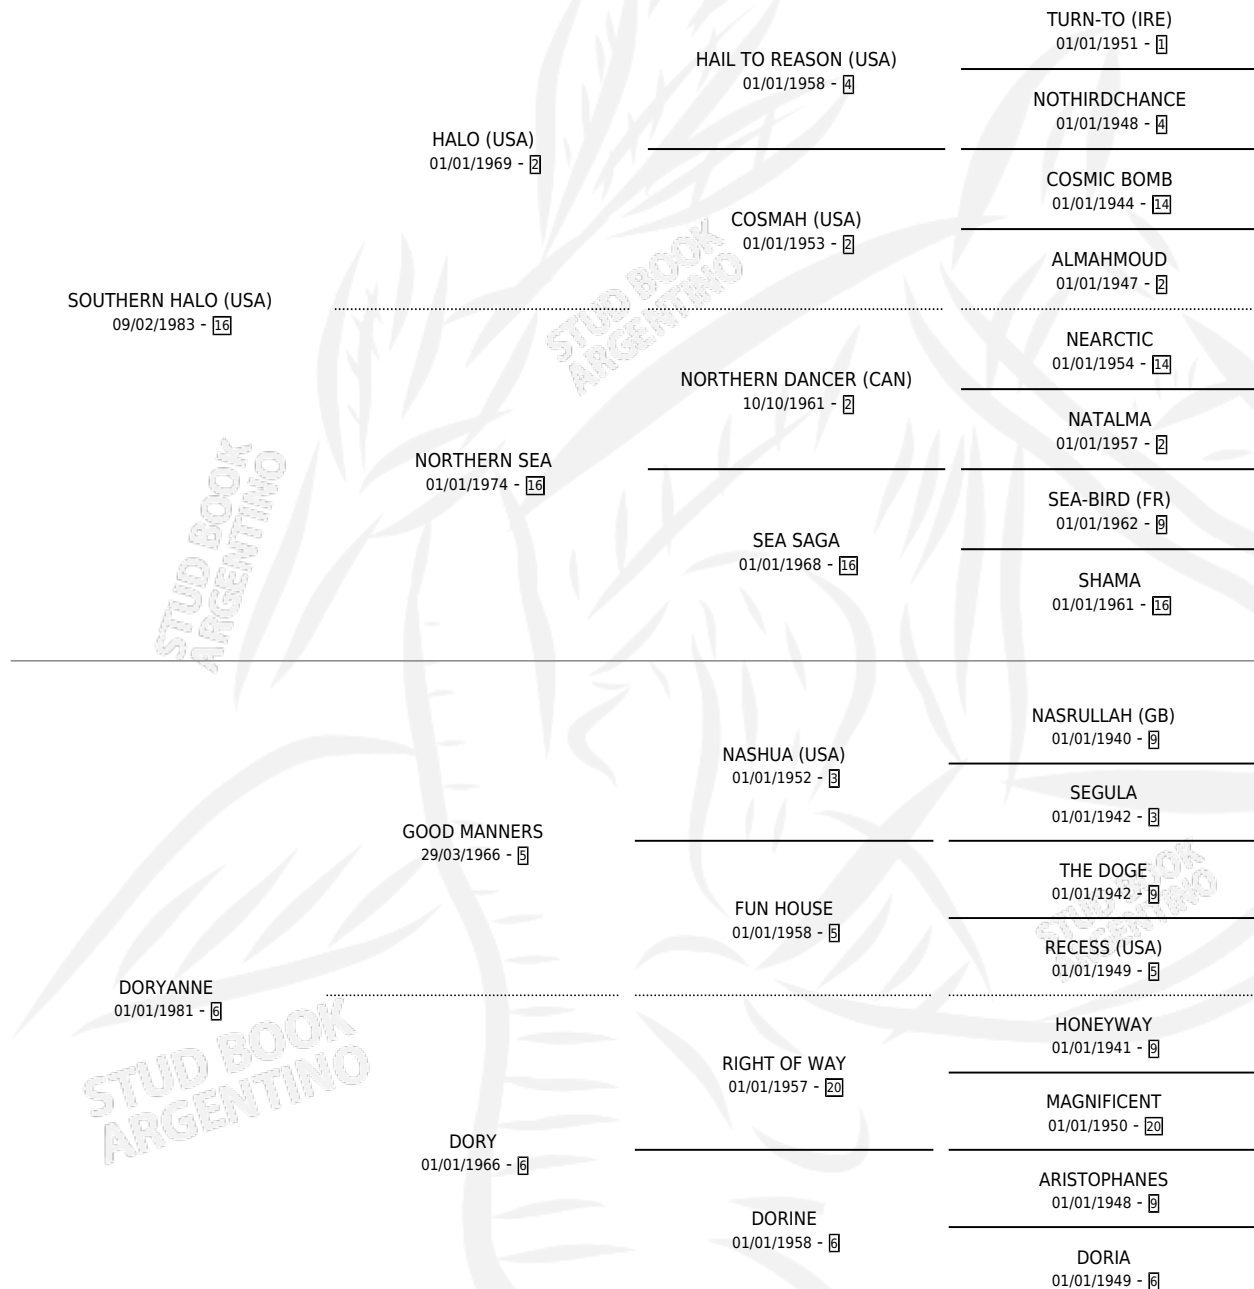 TURN-TO (IRE)
01/01/1951 - 1
HAIL TO REASON (USA)
01/01/1958 - 4
NOTHIRDCHANCE
01/01/1948 - 4
HALO (USA)
01/01/1969 - 2
COSMIC BOMB
01/01/1944 - 14
COSMAH (USA)
01/01/1953 - 2
ALMAHMOUD
01/01/1947 - 2
SOUTHERN HALO (USA)
09/02/1983 - 16
NEARCTIC
01/01/1954 - 14
NORTHERN DANCER (CAN)
10/10/1961 - 2
NATALMA
01/01/1957 - 2
NORTHERN SEA
01/01/1974 - 16
SEA-BIRD (FR)
01/01/1962 - 9
SEA SAGA
01/01/1968 - 16
SHAMA
01/01/1961 - 16
NASRULLAH (GB)
01/01/1940 - 9
NASHUA (USA)
01/01/1952 - 3
SEGULA
01/01/1942 - 3
GOOD MANNERS
29/03/1966 - 5
THE DOGE
01/01/1942 - 9
FUN HOUSE
01/01/1958 - 5
RECESS (USA)
01/01/1949 - 5
DORYANNE
01/01/1981 - 6
HONEYWAY
01/01/1941 - 9
RIGHT OF WAY
01/01/1957 - 20
MAGNIFICENT
01/01/1950 - 20
DORY
01/01/1966 - 6
ARISTOPHANES
01/01/1948 - 9
DORINE
01/01/1958 - 6
DORIA
01/01/1949 - 6
STUD BOOK
ARGENTINO
STUD BOOK
ARGENTINO
STUD BOOK
ARGENTINO
STUD BOOK
ARGENTINO